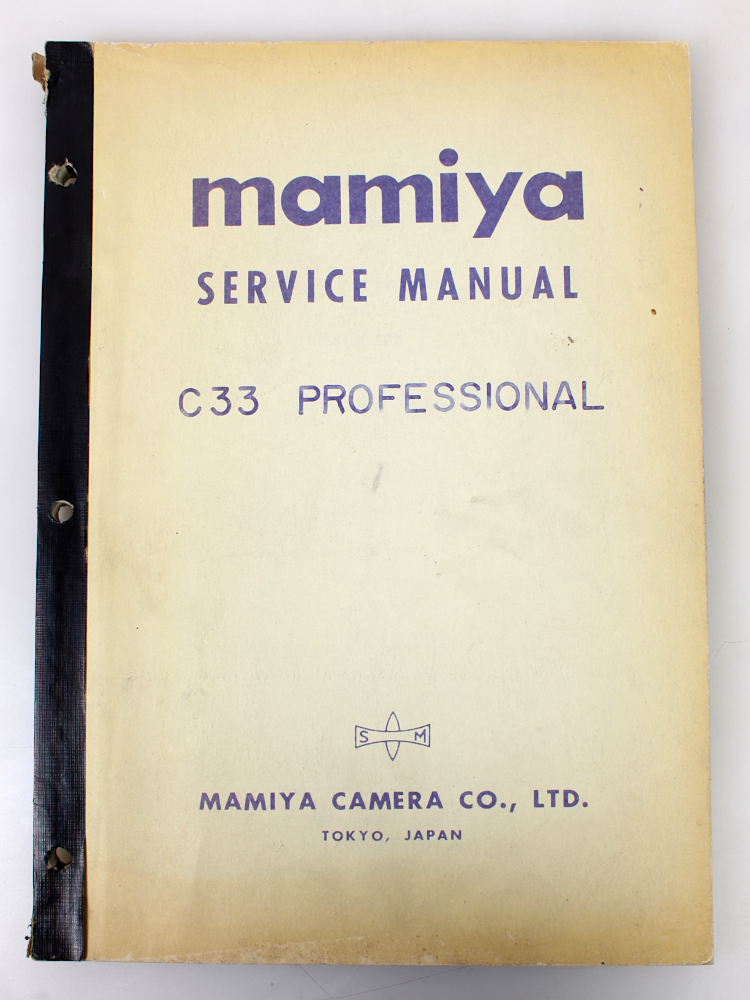 mamiya
SERVICE MANUAL
C33 PROFESSIONAL
S M
MAMIYA CAMERA CO., LTD.
TOKYO, JAPAN